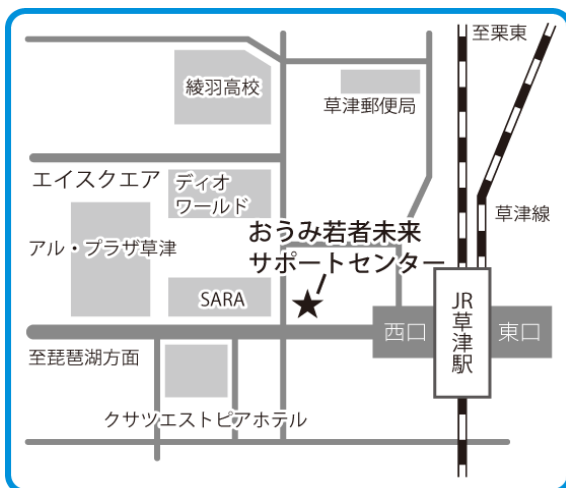 至栗東
綾羽高校
草津郵便局
エイスクエア
ディオ
ワールド
草津線
おうみ若者未来
サポートセンター
アル・プラザ草津
SARA
西口
JR草津駅
東口
至琵琶湖方面
クサツエストピアホテル